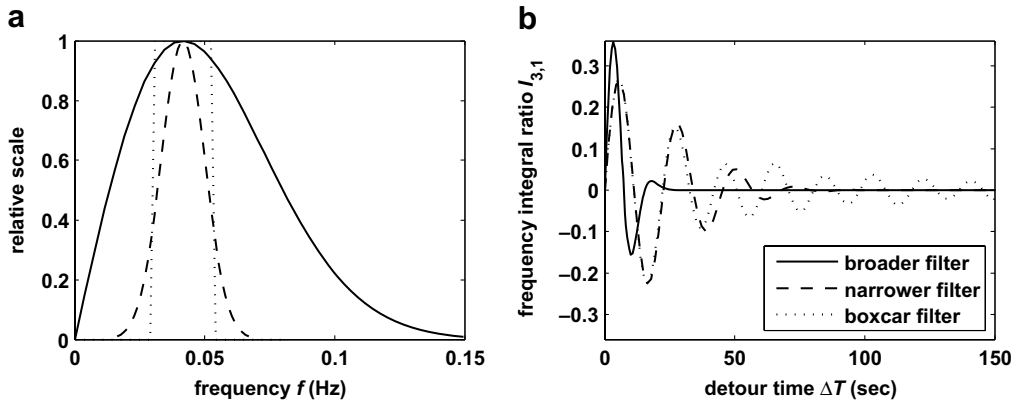 a
1
0.8
0.6
0.4
0.2
0
relative scale
0
0.05
0.1
0.15
frequency f (Hz)
b
0.3
0.2
0.1
0
−0.1
−0.2
−0.3
frequency integral ratio I3,1
broader filter
narrower filter
boxcar filter
0
50
100
150
detour time ΔT (sec)